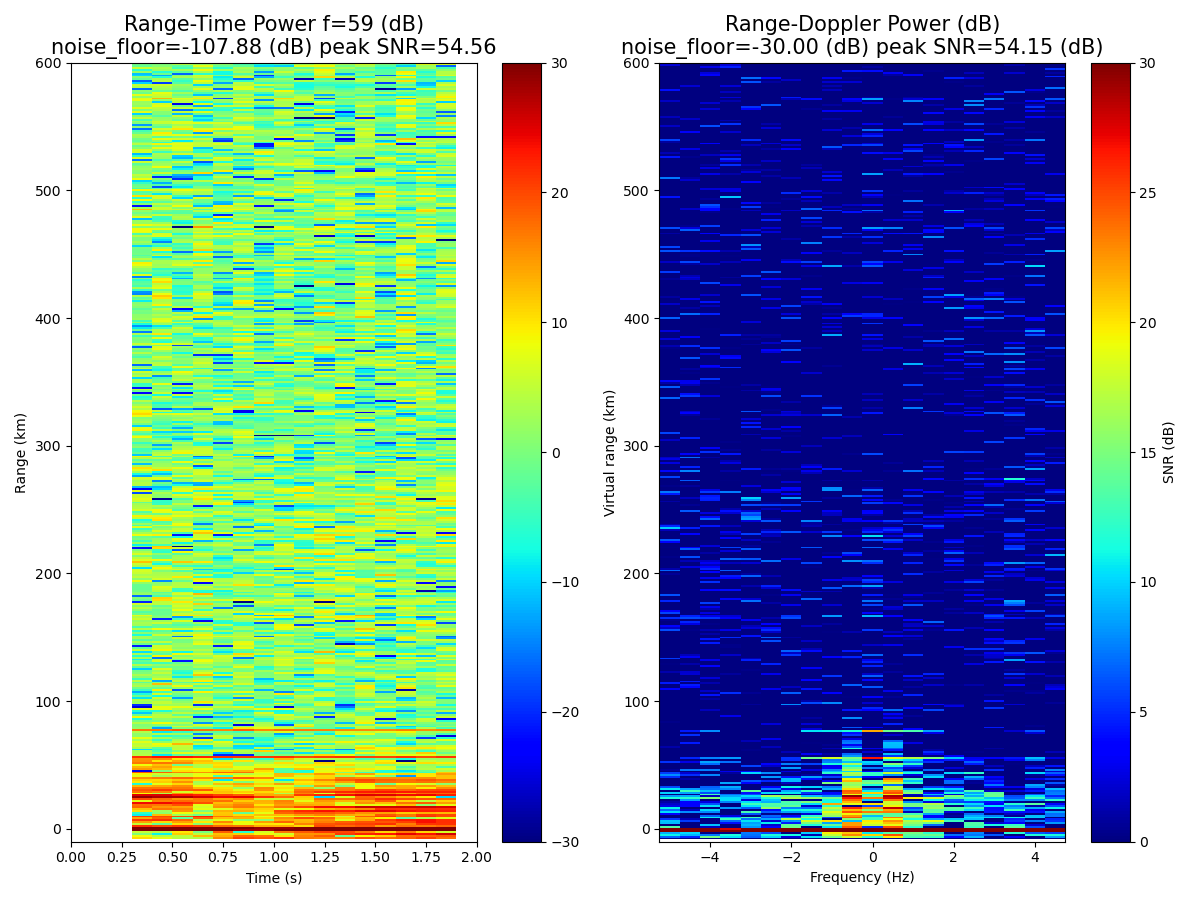 Range-Time Power f=59 (dB)
noise_floor=-107.88 (dB) peak SNR=54.56
600
500
400
300
200
100
0
Range (km)
0.00 0.25 0.50 0.75 1.00 1.25 1.50 1.75 2.00
Time (s)
30
20
10
0
−10
−20
−30
Range-Doppler Power (dB)
noise_floor=-30.00 (dB) peak SNR=54.15 (dB)
600
500
400
300
200
100
0
Virtual range (km)
−4 −2 0 2 4
Frequency (Hz)
30
25
20
15
10
5
0
SNR (dB)